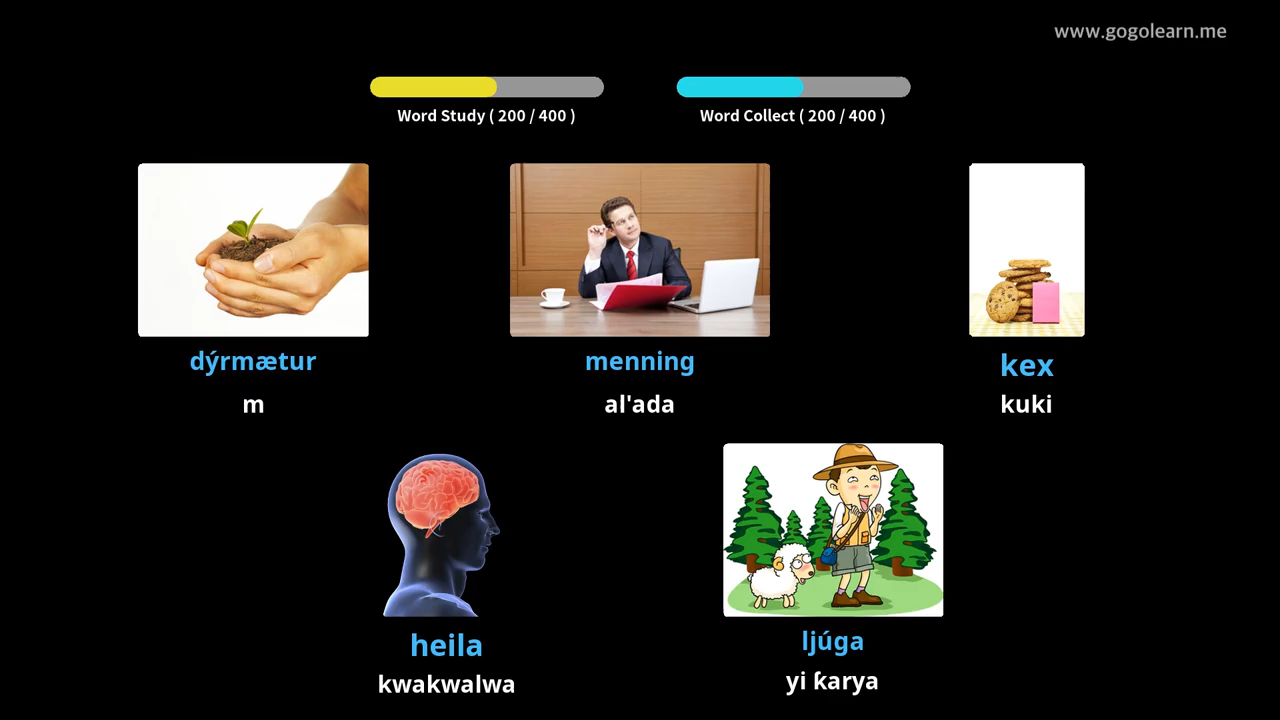 www.gogolearn.me
Word Study ( 200 / 400 )
Word Collect ( 200 / 400 )
dýrmætur
m
menning
al'ada
kex
kuki
heila
kwakwalwa
ljúga
yi ƙarya